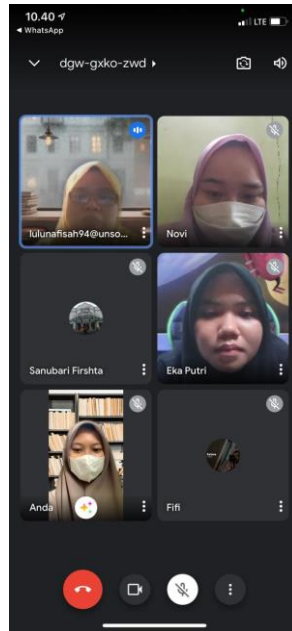 10.40
LTE
WhatsApp
dgw-gxko-zwd
lulunafisah94@unso...
Novi
Sanubari Firshta
Eka Putri
Anda
Fifi